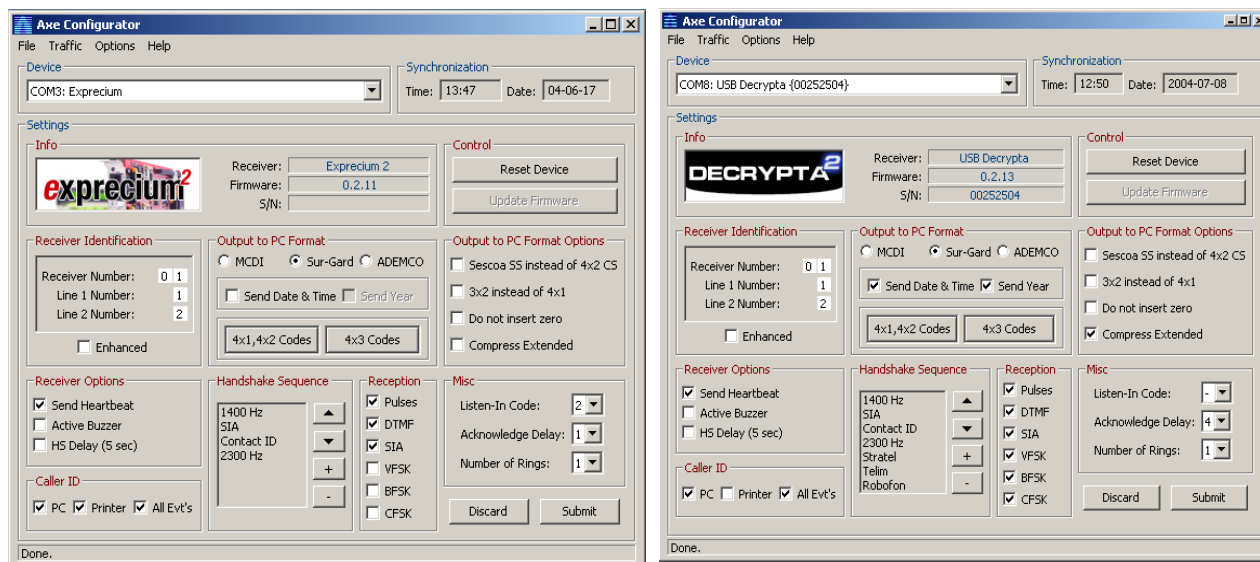 Axe Configurator
File Traffic Options Help
Device
COM3: Exprecium
Synchronization
Time: 13:47 Date: 04-06-17
Settings
Info
exprecium2
Receiver: Exprecium 2
Firmware: 0.2.11
S/N:
Control
Reset Device
Update Firmware
Receiver Identification
Receiver Number: 0 1
Line 1 Number: 1
Line 2 Number: 2
Enhanced
Output to PC Format
MCDI Sur-Gard ADEMCO
Send Date & Time Send Year
4x1,4x2 Codes 4x3 Codes
Output to PC Format Options
Sescoa SS instead of 4x2 CS
3x2 instead of 4x1
Do not insert zero
Compress Extended
Receiver Options
Send Heartbeat
Active Buzzer
HS Delay (5 sec)
Caller ID
PC Printer All Evt's
Handshake Sequence
1400 Hz
SIA
Contact ID
2300 Hz
+
-
Reception
Pulses
DTMF
SIA
VFSK
BFSK
CFSK
Misc
Listen-In Code: 2
Acknowledge Delay: 1
Number of Rings: 1
Discard Submit
Done.
Axe Configurator
File Traffic Options Help
Device
COM8: USB Decrypta {00252504}
Synchronization
Time: 12:50 Date: 2004-07-08
Settings
Info
DECRYPTA2
Receiver: USB Decrypta
Firmware: 0.2.13
S/N: 00252504
Control
Reset Device
Update Firmware
Receiver Identification
Receiver Number: 0 1
Line 1 Number: 1
Line 2 Number: 2
Enhanced
Output to PC Format
MCDI Sur-Gard ADEMCO
Send Date & Time Send Year
4x1,4x2 Codes 4x3 Codes
Output to PC Format Options
Sescoa SS instead of 4x2 CS
3x2 instead of 4x1
Do not insert zero
Compress Extended
Receiver Options
Send Heartbeat
Active Buzzer
HS Delay (5 sec)
Caller ID
PC Printer All Evt's
Handshake Sequence
1400 Hz
SIA
Contact ID
2300 Hz
Stratel
Telim
Robofon
+
-
Reception
Pulses
DTMF
SIA
VFSK
BFSK
CFSK
Misc
Listen-In Code: -
Acknowledge Delay: 4
Number of Rings: 1
Discard Submit
Done.